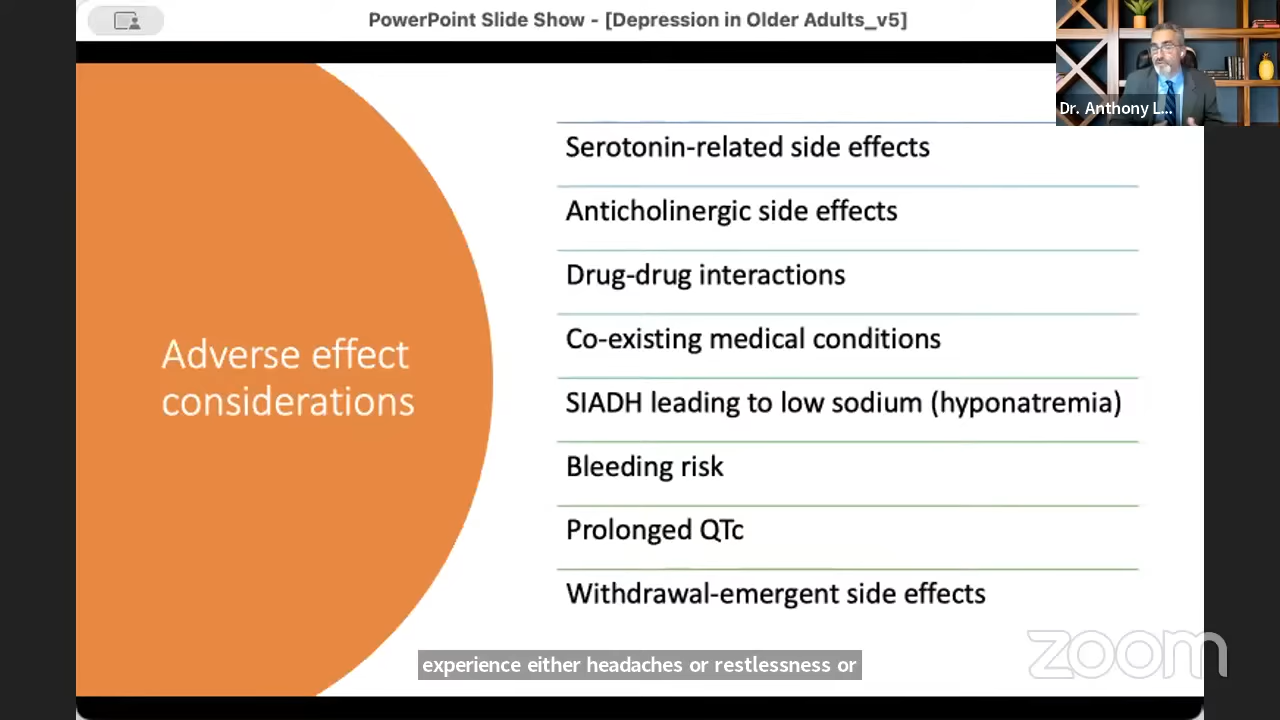 PowerPoint Slide Show - [Depression in Older Adults_v5]
Dr. Anthony L...
Serotonin-related side effects
Anticholinergic side effects
Drug-drug interactions
Co-existing medical conditions
SIADH leading to low sodium (hyponatremia)
Bleeding risk
Prolonged QTc
Withdrawal-emergent side effects
Adverse effect
considerations
experience either headaches or restlessness or
zoom